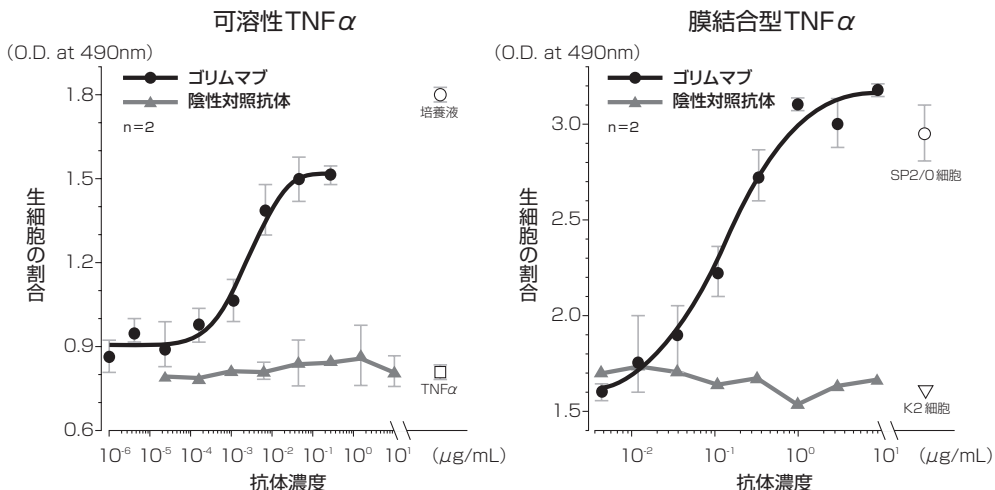 可溶性TNFα
(O.D. at 490nm)
ゴリムマブ
陰性対照抗体
n=2
培養液
TNFα
生細胞の割合
1.8
1.5
1.2
0.9
0.6
10⁻⁶ 10⁻⁵ 10⁻⁴ 10⁻³ 10⁻² 10⁻¹ 10⁰ 10¹ (μg/mL)
抗体濃度
膜結合型TNFα
(O.D. at 490nm)
ゴリムマブ
陰性対照抗体
n=2
SP2/0細胞
K2細胞
生細胞の割合
3.0
2.5
2.0
1.5
10⁻² 10⁻¹ 10⁰ 10¹ (μg/mL)
抗体濃度